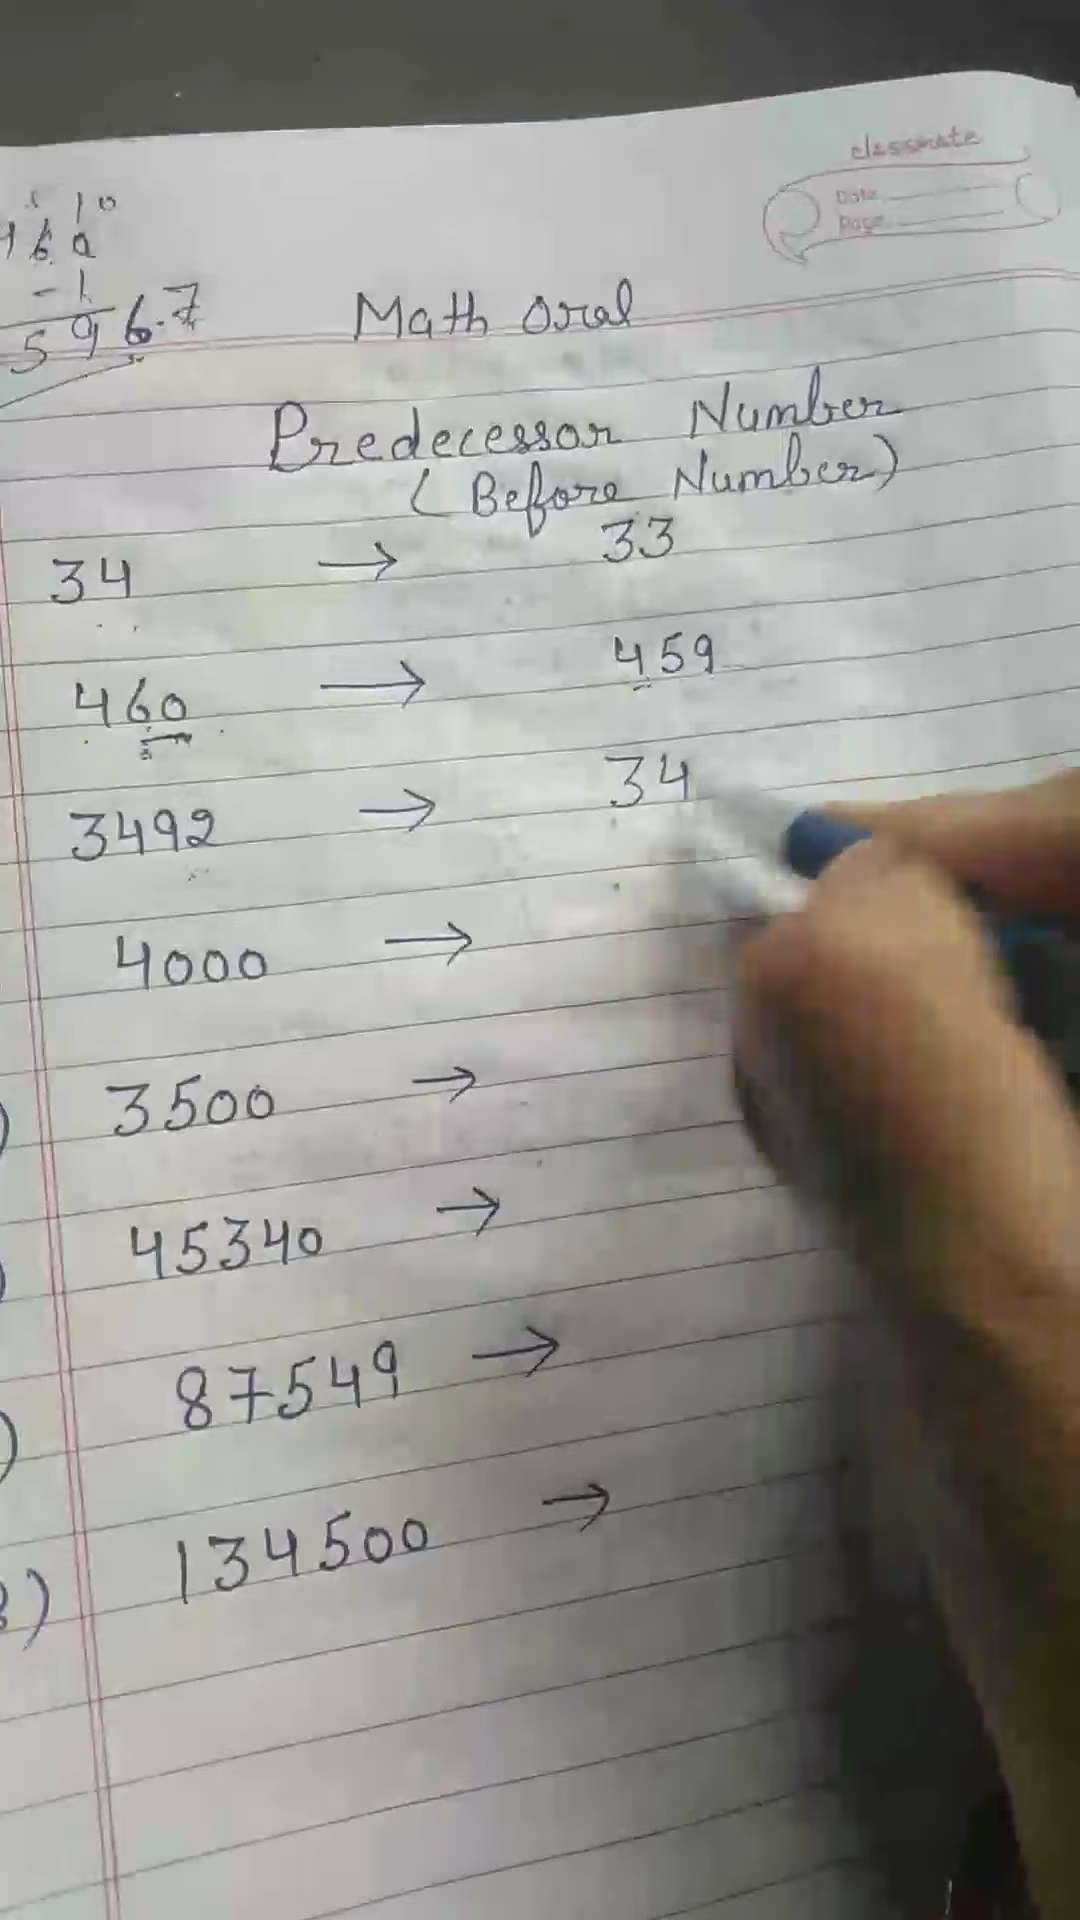 classmate
Date
Page
Math oral
Predecessor Number
(Before Number)
34 → 33
460 → 459
3492 → 34
4000 →
3500 →
45340 →
87549 →
134500 →